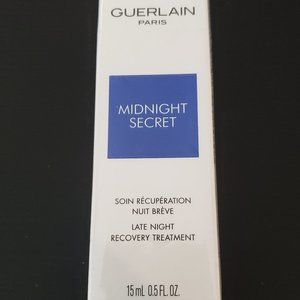 GUERLAIN
PARIS
MIDNIGHT
SECRET
SOIN RÉCUPÉRATION
NUIT BRÈVE
LATE NIGHT
RECOVERY TREATMENT
15 mL 0.5 FL. OZ.